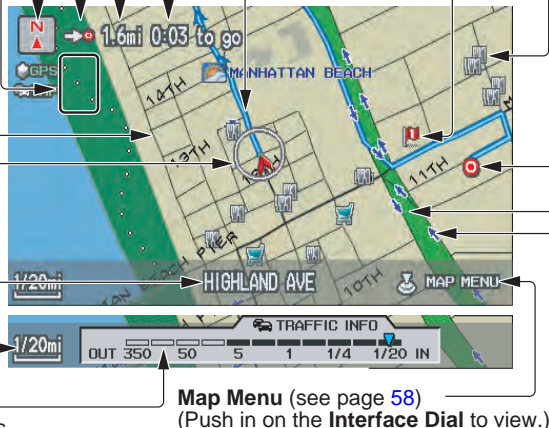 N
1.6mi 0:03 to go
GPS
MANHATTAN BEACH
14TH
13TH
12TH
11TH
PIER
10TH
1/20mi
HIGHLAND AVE
MAP MENU
TRAFFIC INFO
1/20mi
OUT 350 50 5 1 1/4 1/20 IN
Map Menu (see page 58)
(Push in on the Interface Dial to view.)